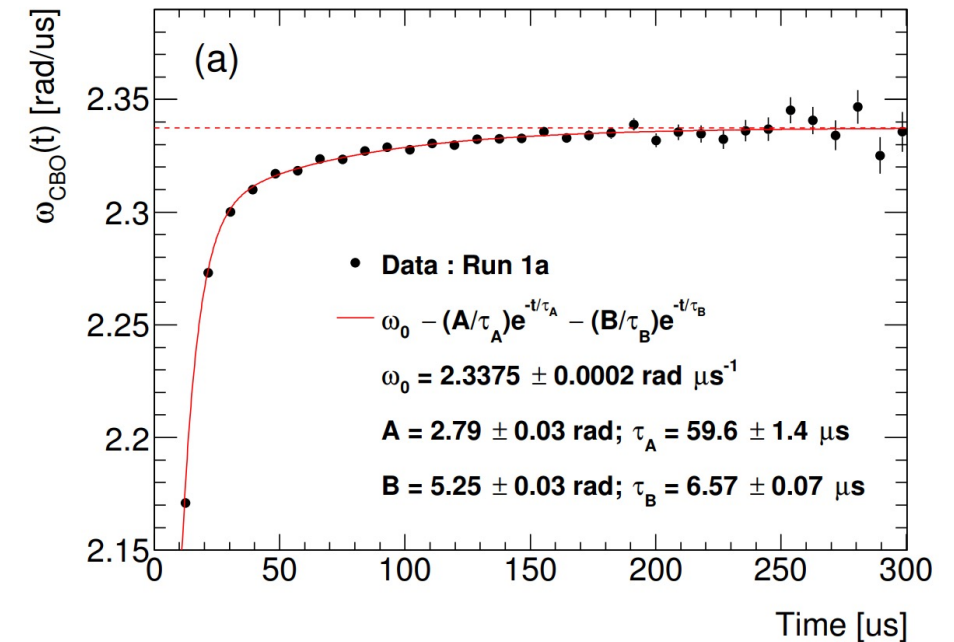 (a)
ω_CBO(t) [rad/us]
2.35
2.3
2.25
2.2
2.15
Data : Run 1a
ω₀ − (A/τ_A)e^(-t/τ_A) − (B/τ_B)e^(-t/τ_B)
ω₀ = 2.3375 ± 0.0002 rad μs⁻¹
A = 2.79 ± 0.03 rad; τ_A = 59.6 ± 1.4 μs
B = 5.25 ± 0.03 rad; τ_B = 6.57 ± 0.07 μs
0 50 100 150 200 250 300
Time [us]